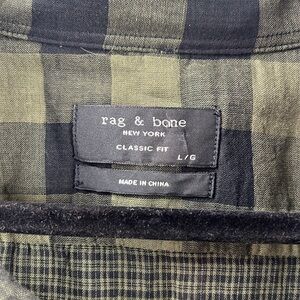 rag & bone
NEW YORK
CLASSIC FIT
L/G
MADE IN CHINA